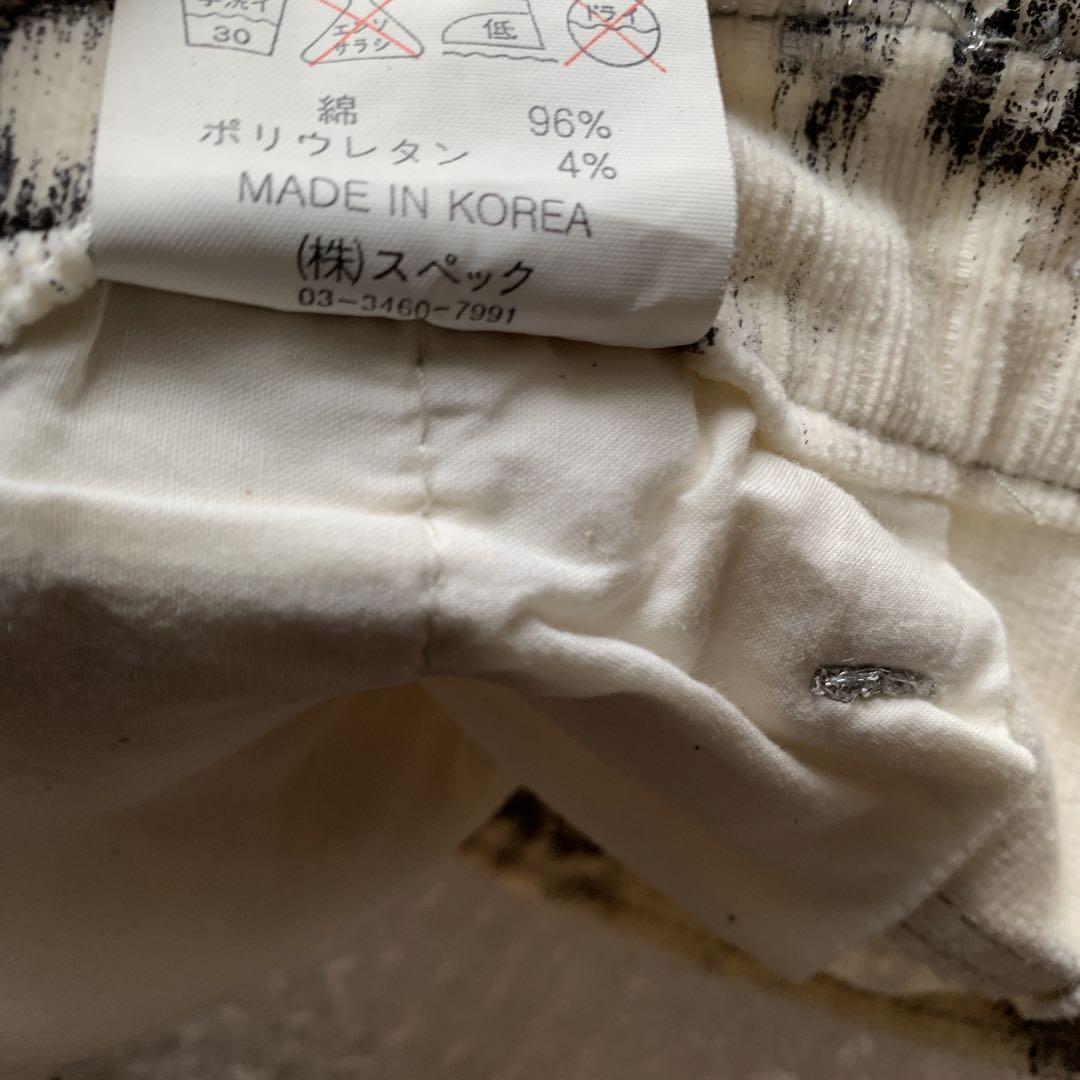 手洗イ
30
エンソ
サラシ
低
ドライ
綿 96%
ポリウレタン 4%
MADE IN KOREA
(株)スペック
03-3460-7991